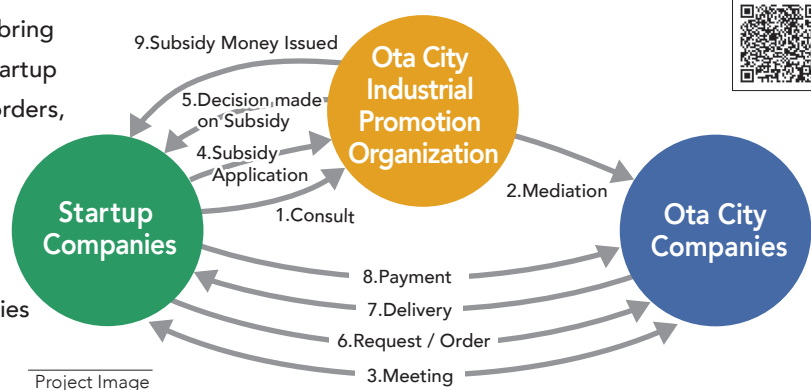 bring
artup
orders,
ies
9.Subsidy Money Issued
Ota City
Industrial
Promotion
Organization
5.Decision made
on Subsidy
4.Subsidy
Application
1.Consult
2.Mediation
Startup
Companies
Ota City
Companies
8.Payment
7.Delivery
6.Request / Order
3.Meeting
Project Image